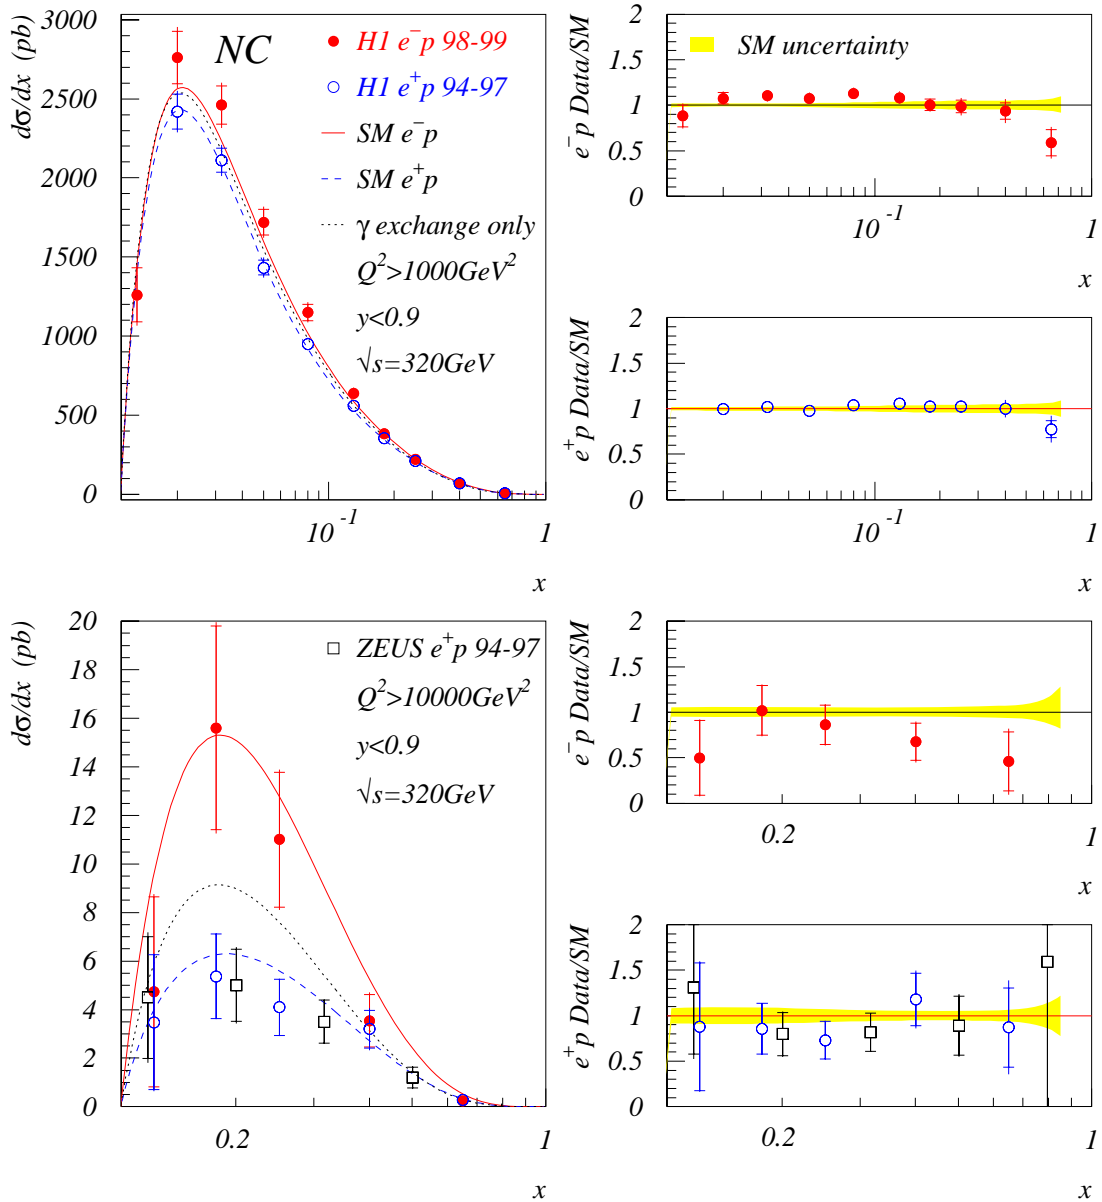 dσ/dx (pb)
3000
2500
2000
1500
1000
500
0
NC
H1 e⁻p 98-99
H1 e⁺p 94-97
SM e⁻p
SM e⁺p
γ exchange only
Q²>1000GeV²
y<0.9
√s=320GeV
10⁻¹
1
x
e⁻p Data/SM
2
1.5
1
0.5
0
SM uncertainty
10⁻¹
1
x
e⁺p Data/SM
2
1.5
1
0.5
0
10⁻¹
1
x
dσ/dx (pb)
20
18
16
14
12
10
8
6
4
2
0
ZEUS e⁺p 94-97
Q²>10000GeV²
y<0.9
√s=320GeV
0.2
1
x
e⁻p Data/SM
2
1.5
1
0.5
0
0.2
1
x
e⁺p Data/SM
2
1.5
1
0.5
0
0.2
1
x